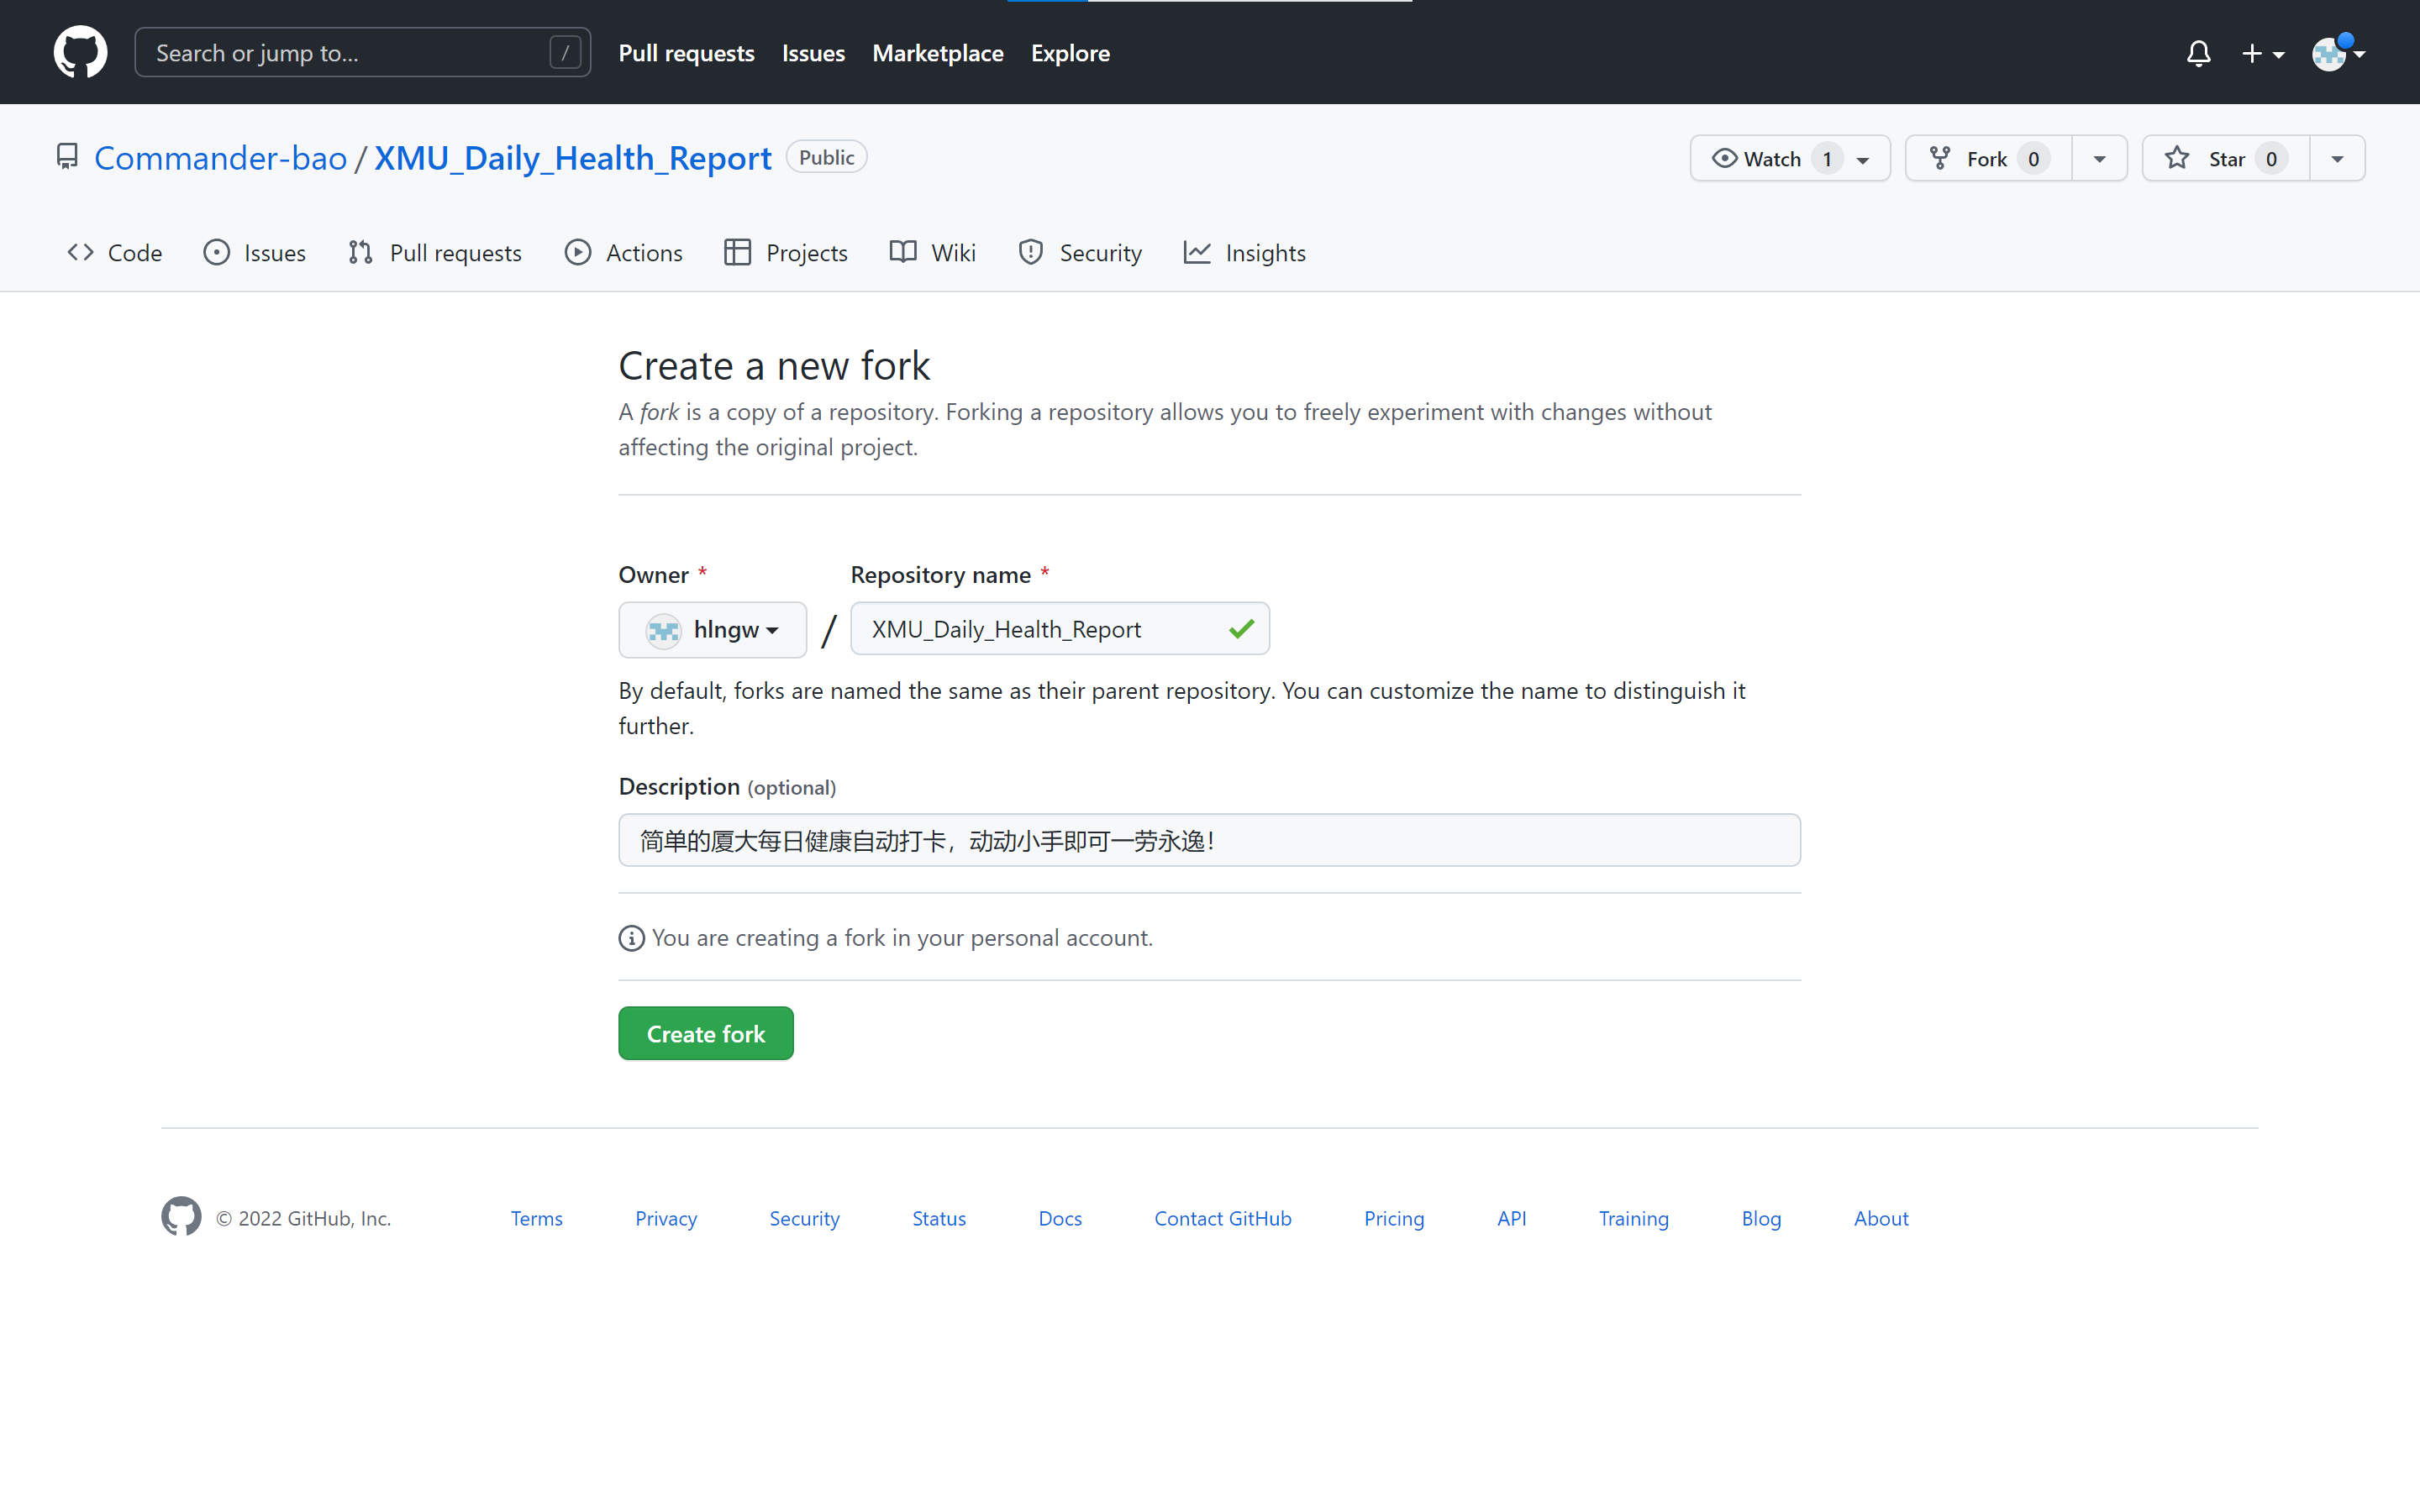 Search or jump to... /
Pull requests Issues Marketplace Explore
Commander-bao / XMU_Daily_Health_Report Public
Watch 1 Fork 0 Star 0
Code Issues Pull requests Actions Projects Wiki Security Insights
Create a new fork
A fork is a copy of a repository. Forking a repository allows you to freely experiment with changes without
affecting the original project.
Owner * Repository name *
hlngw / XMU_Daily_Health_Report
By default, forks are named the same as their parent repository. You can customize the name to distinguish it
further.
Description (optional)
简单的厦大每日健康自动打卡，动动小手即可一劳永逸！
You are creating a fork in your personal account.
Create fork
© 2022 GitHub, Inc. Terms Privacy Security Status Docs Contact GitHub Pricing API Training Blog About